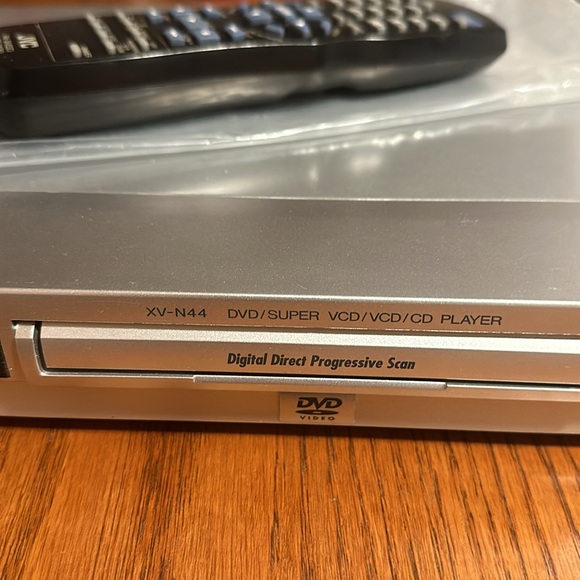 JVC
XV-N44 DVD/SUPER VCD/VCD/CD PLAYER
Digital Direct Progressive Scan
DVD
VIDEO